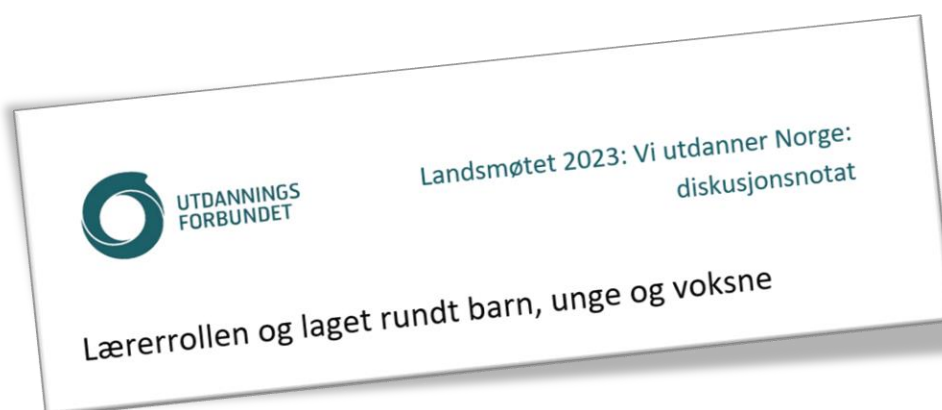 UTDANNINGS
FORBUNDET
Landsmøtet 2023: Vi utdanner Norge:
diskusjonsnotat
Lærerrollen og laget rundt barn, unge og voksne